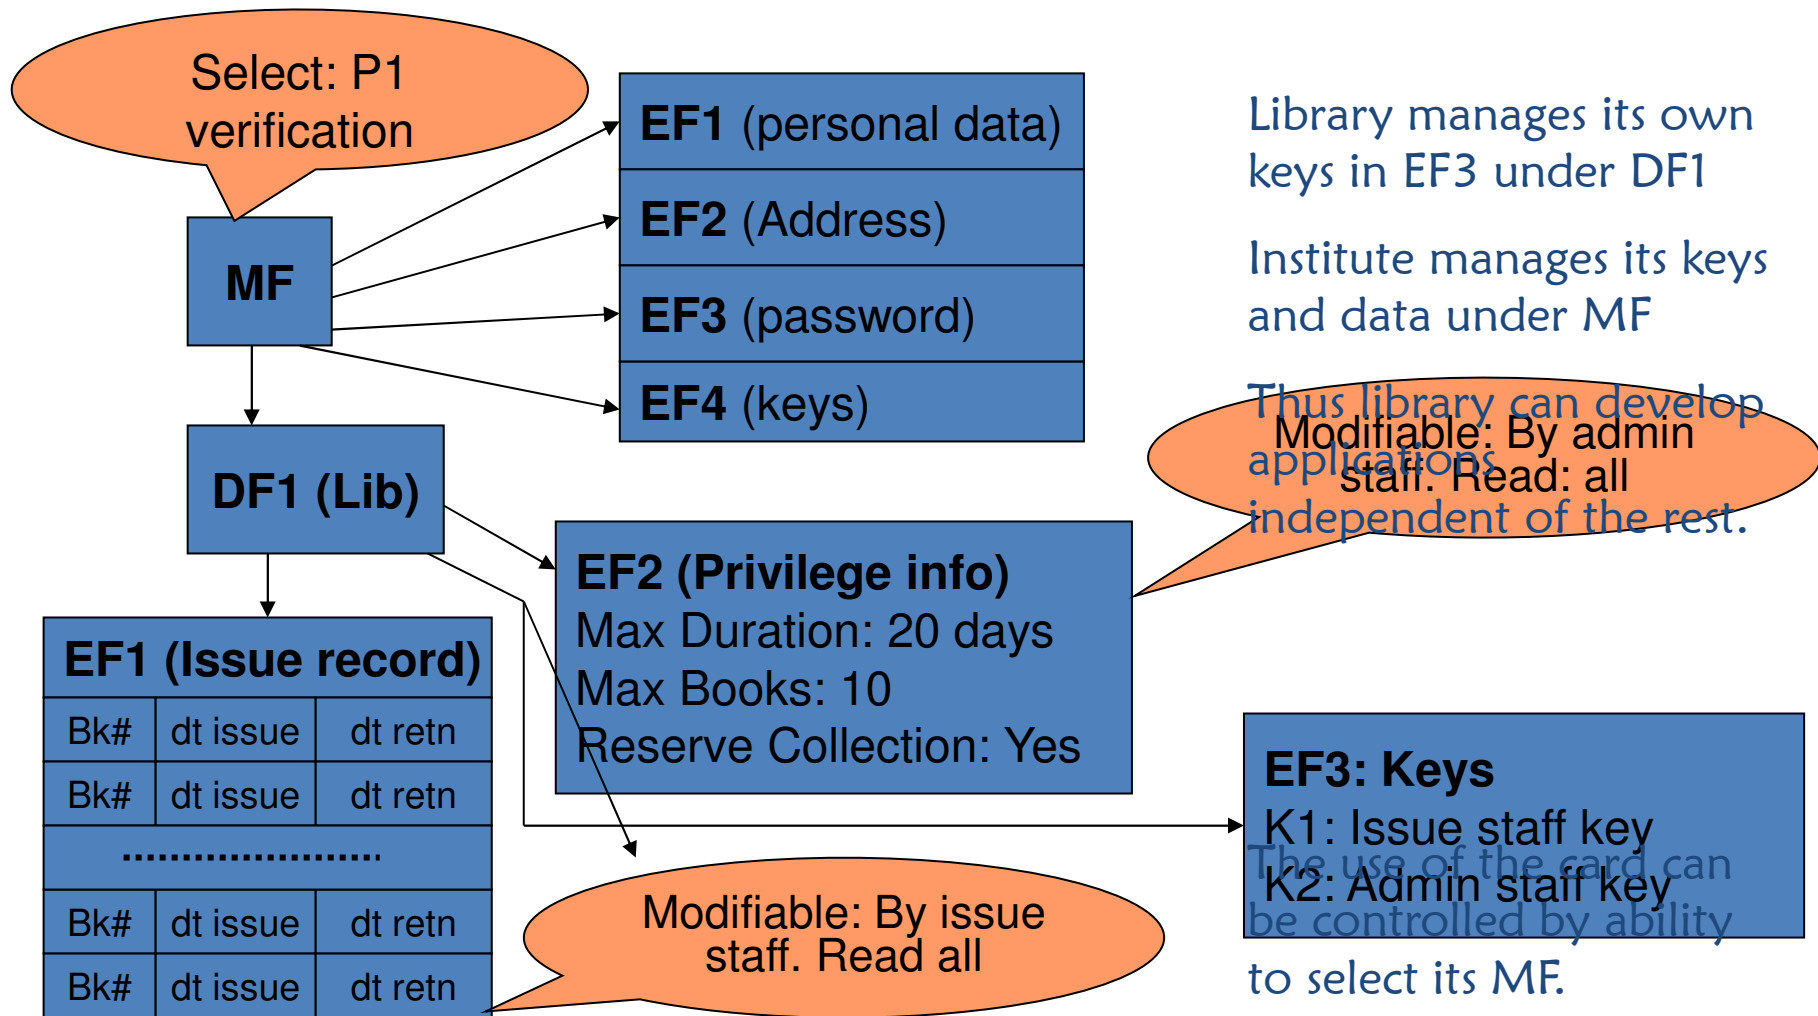 Select: P1
verification
EF1 (personal data)
EF2 (Address)
EF3 (password)
EF4 (keys)
MF
DF1 (Lib)
Library manages its own
keys in EF3 under DF1
Institute manages its keys
and data under MF
Thus library can develop
applications
independent of the rest.
Modifiable: By admin
staff. Read: all
EF2 (Privilege info)
Max Duration: 20 days
Max Books: 10
Reserve Collection: Yes
EF1 (Issue record)
Bk# dt issue dt retn
Bk# dt issue dt retn
......................
Bk# dt issue dt retn
Bk# dt issue dt retn
Modifiable: By issue
staff. Read all
EF3: Keys
K1: Issue staff key
K2: Admin staff key
The use of the card can
be controlled by ability
to select its MF.